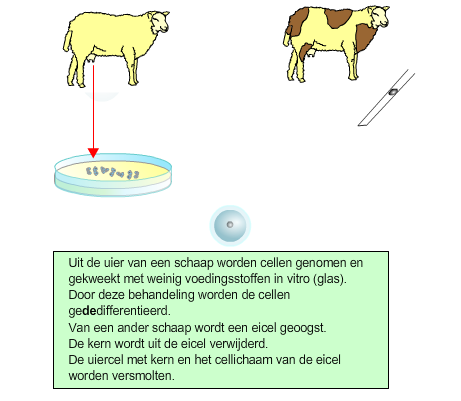 Uit de uier van een schaap worden cellen genomen en
gekweekt met weinig voedingsstoffen in vitro (glas).
Door deze behandeling worden de cellen
gededifferentieerd.
Van een ander schaap wordt een eicel geoogst.
De kern wordt uit de eicel verwijderd.
De uiercel met kern en het cellichaam van de eicel
worden versmolten.